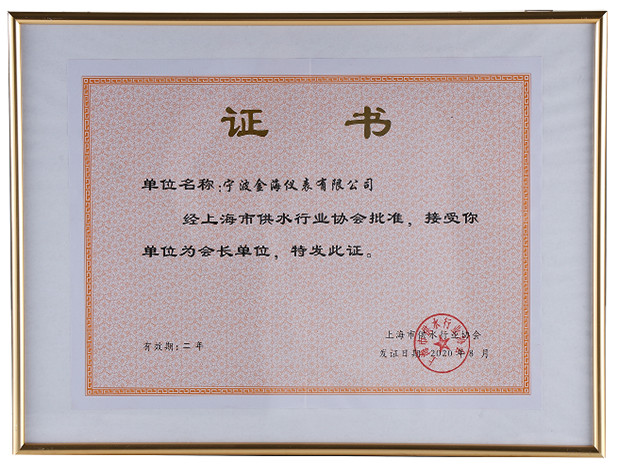 证 书
单位名称:宁波金海仪表有限公司
经上海市供水行业协会批准，接受你
单位为会长单位，特发此证。
上海市供水行业协会
有效期:二年
发证日期:2020年8月